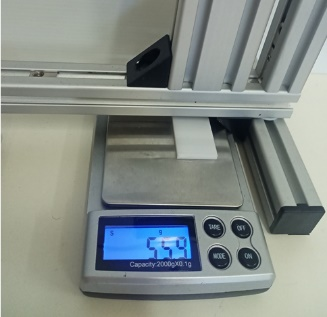 S g
55.9
TARE OFF
MODE ON
Capacity:2000gX0.1g